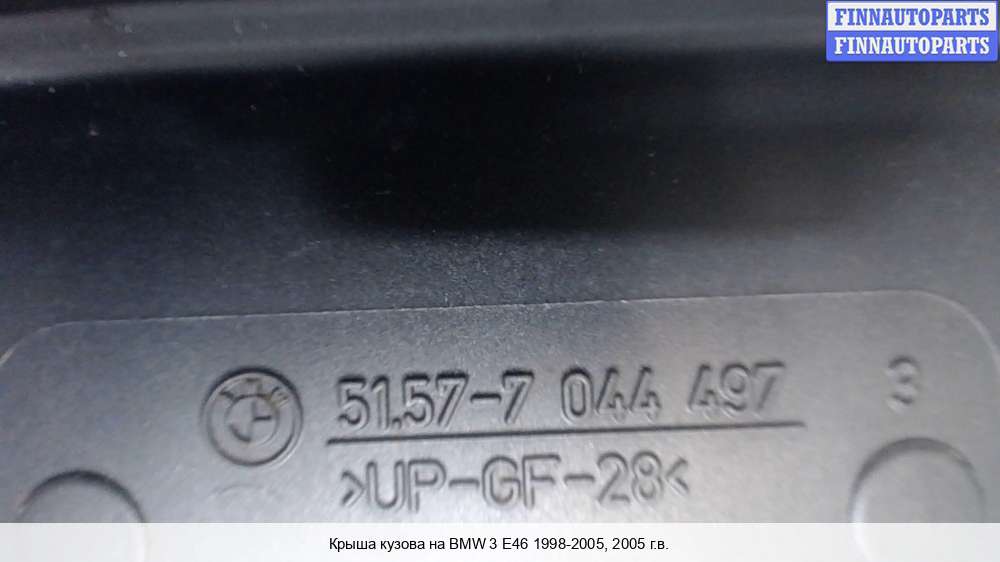 FINNAUTOPARTS
FINNAUTOPARTS
51.57-7 044 497 3
>UP-GF-28<
Крыша кузова на BMW 3 E46 1998-2005, 2005 г.в.